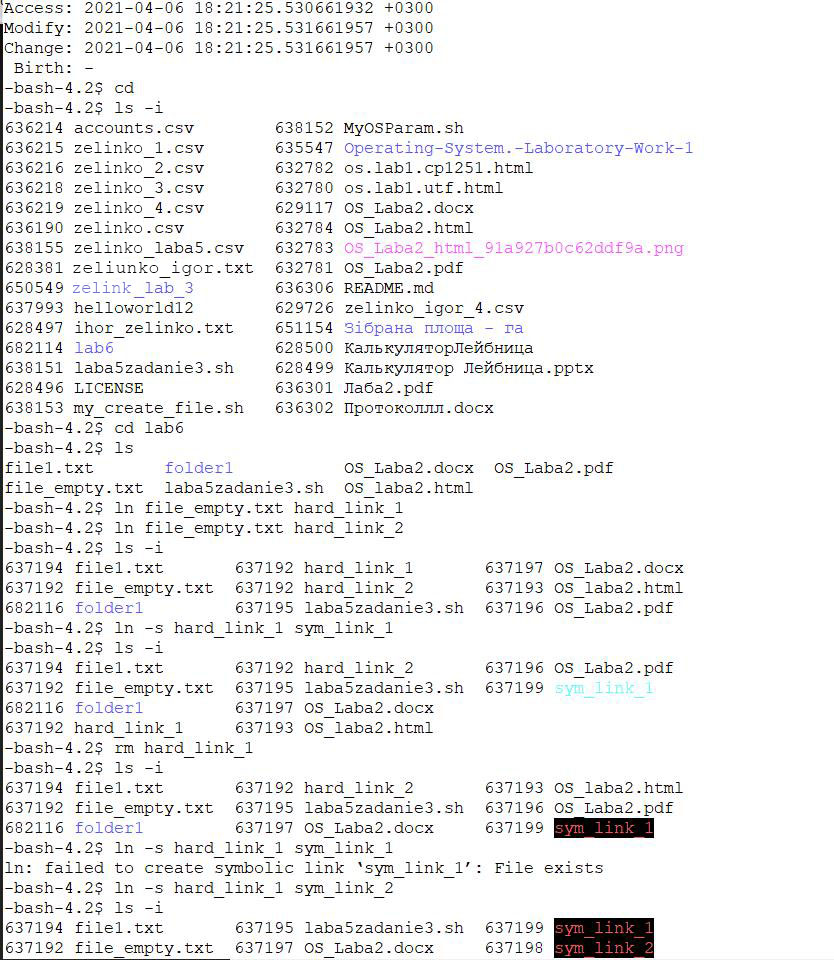 Access: 2021-04-06 18:21:25.530661932 +0300
Modify: 2021-04-06 18:21:25.531661957 +0300
Change: 2021-04-06 18:21:25.531661957 +0300
 Birth: -
-bash-4.2$ cd
-bash-4.2$ ls -i
636214 accounts.csv        638152 MyOSParam.sh
636215 zelinko_1.csv       635547 Operating-System.-Laboratory-Work-1
636216 zelinko_2.csv       632782 os.lab1.cp1251.html
636218 zelinko_3.csv       632780 os.lab1.utf.html
636219 zelinko_4.csv       629117 OS_Laba2.docx
636190 zelinko.csv         632784 OS_Laba2.html
638155 zelinko_laba5.csv   632783 OS_Laba2_html_91a927b0c62ddf9a.png
628381 zeliunko_igor.txt   632781 OS_Laba2.pdf
650549 zelink_lab_3        636306 README.md
637993 helloworld12        629726 zelinko_igor_4.csv
628497 ihor_zelinko.txt    651154 Зібрана площа - га
682114 lab6                628500 КалькуляторЛейбница
638151 laba5zadanie3.sh    628499 Калькулятор Лейбница.pptx
628496 LICENSE             636301 Лаба2.pdf
638153 my_create_file.sh   636302 Протоколлл.docx
-bash-4.2$ cd lab6
-bash-4.2$ ls
file1.txt       folder1           OS_Laba2.docx  OS_Laba2.pdf
file_empty.txt  laba5zadanie3.sh  OS_laba2.html
-bash-4.2$ ln file_empty.txt hard_link_1
-bash-4.2$ ln file_empty.txt hard_link_2
-bash-4.2$ ls -i
637194 file1.txt       637192 hard_link_1       637197 OS_Laba2.docx
637192 file_empty.txt  637192 hard_link_2       637193 OS_laba2.html
682116 folder1         637195 laba5zadanie3.sh  637196 OS_Laba2.pdf
-bash-4.2$ ln -s hard_link_1 sym_link_1
-bash-4.2$ ls -i
637194 file1.txt       637192 hard_link_2       637196 OS_Laba2.pdf
637192 file_empty.txt  637195 laba5zadanie3.sh  637199 sym_link_1
682116 folder1         637197 OS_Laba2.docx
637192 hard_link_1     637193 OS_laba2.html
-bash-4.2$ rm hard_link_1
-bash-4.2$ ls -i
637194 file1.txt       637192 hard_link_2       637193 OS_laba2.html
637192 file_empty.txt  637195 laba5zadanie3.sh  637196 OS_Laba2.pdf
682116 folder1         637197 OS_Laba2.docx     637199 sym_link_1
-bash-4.2$ ln -s hard_link_1 sym_link_1
ln: failed to create symbolic link ‘sym_link_1’: File exists
-bash-4.2$ ln -s hard_link_1 sym_link_2
-bash-4.2$ ls -i
637194 file1.txt       637195 laba5zadanie3.sh  637199 sym_link_1
637192 file_empty.txt  637197 OS_Laba2.docx     637198 sym_link_2